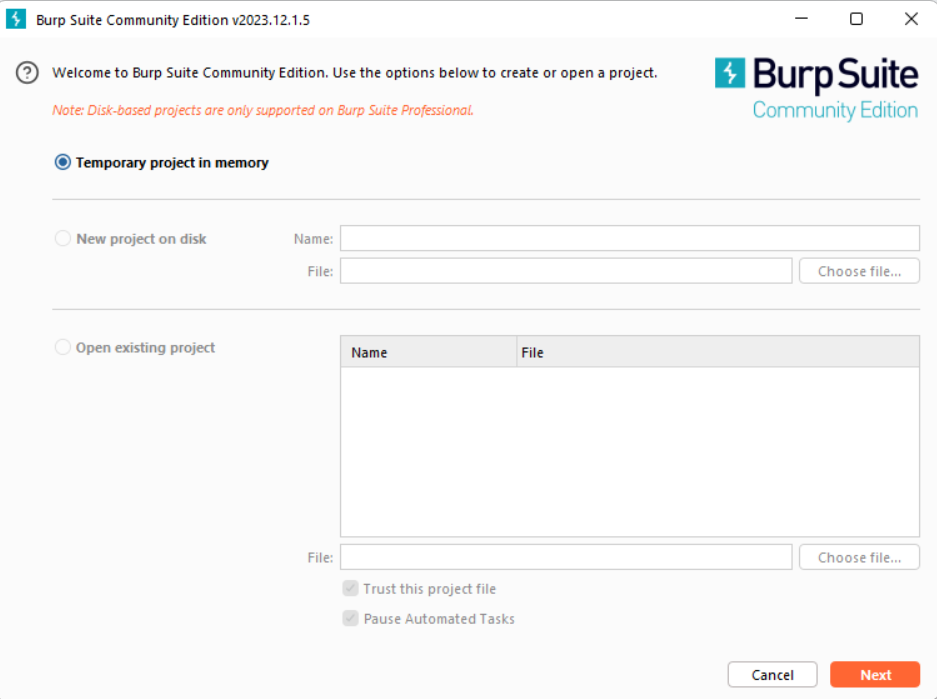 Burp Suite Community Edition v2023.12.1.5
Welcome to Burp Suite Community Edition. Use the options below to create or open a project.
Note: Disk-based projects are only supported on Burp Suite Professional.
Burp Suite
Community Edition
Temporary project in memory
New project on disk
Name:
File:
Choose file...
Open existing project
Name
File
File:
Choose file...
Trust this project file
Pause Automated Tasks
Cancel
Next